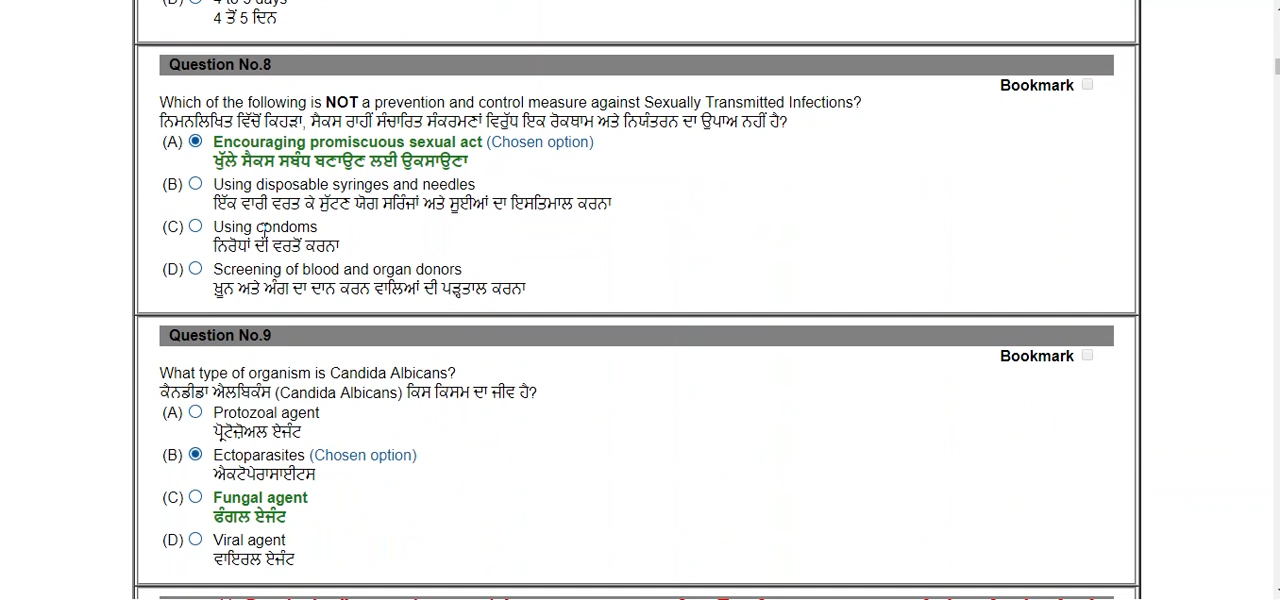 4 ਤੋਂ 5 ਦਿਨ
Question No.8
Bookmark
Which of the following is NOT a prevention and control measure against Sexually Transmitted Infections?
ਨਿਮਨਲਿਖਿਤ ਵਿੱਚੋਂ ਕਿਹੜਾ, ਸੈਕਸ ਰਾਹੀਂ ਸੰਚਾਰਿਤ ਸੰਕਰਮਣਾਂ ਵਿਰੁੱਧ ਇਕ ਰੋਕਥਾਮ ਅਤੇ ਨਿਯੰਤਰਨ ਦਾ ਉਪਾਅ ਨਹੀਂ ਹੈ?
(A) Encouraging promiscuous sexual act (Chosen option)
ਖੁੱਲੇ ਸੈਕਸ ਸਬੰਧ ਬਣਾਉਣ ਲਈ ਉਕਸਾਉਣਾ
(B) Using disposable syringes and needles
ਇੱਕ ਵਾਰੀ ਵਰਤ ਕੇ ਸੁੱਟਣ ਯੋਗ ਸਰਿੰਜਾਂ ਅਤੇ ਸੂਈਆਂ ਦਾ ਇਸਤਿਮਾਲ ਕਰਨਾ
(C) Using condoms
ਨਿਰੋਧਾਂ ਦੀ ਵਰਤੋਂ ਕਰਨਾ
(D) Screening of blood and organ donors
ਖ਼ੂਨ ਅਤੇ ਅੰਗ ਦਾ ਦਾਨ ਕਰਨ ਵਾਲਿਆਂ ਦੀ ਪੜ੍ਹਤਾਲ ਕਰਨਾ
Question No.9
Bookmark
What type of organism is Candida Albicans?
ਕੈਨਡੀਡਾ ਐਲਬਿਕੰਸ (Candida Albicans) ਕਿਸ ਕਿਸਮ ਦਾ ਜੀਵ ਹੈ?
(A) Protozoal agent
ਪ੍ਰੋਟੋਜ਼ੋਅਲ ਏਜੰਟ
(B) Ectoparasites (Chosen option)
ਐਕਟੋਪੇਰਾਸਾਈਟਸ
(C) Fungal agent
ਫੰਗਲ ਏਜੰਟ
(D) Viral agent
ਵਾਇਰਲ ਏਜੰਟ